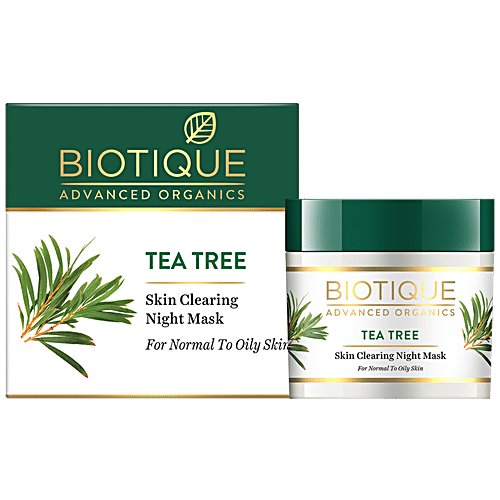 BIOTIQUE
ADVANCED ORGANICS
TEA TREE
Skin Clearing
Night Mask
For Normal To Oily Skin
BIOTIQUE
ADVANCED ORGANICS
TEA TREE
Skin Clearing Night Mask
For Normal To Oily Skin